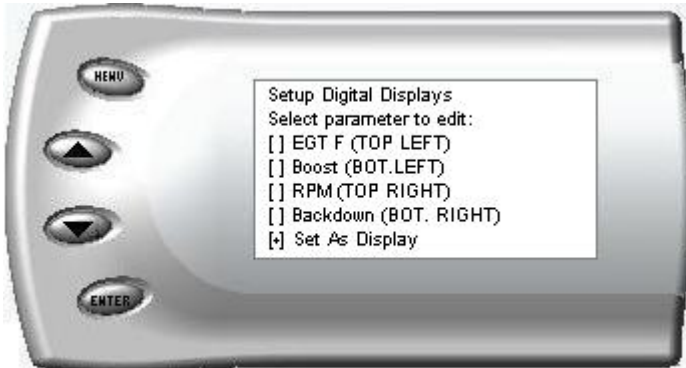 MENU
Setup Digital Displays
Select parameter to edit:
[ ] EGT F (TOP LEFT)
[ ] Boost (BOT.LEFT)
[ ] RPM (TOP RIGHT)
[ ] Backdown (BOT. RIGHT)
[+] Set As Display
ENTER